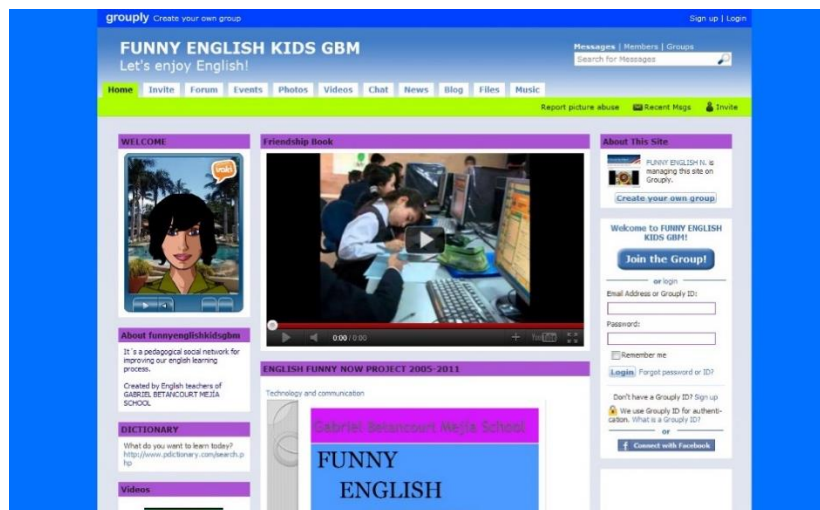 grouply Create your own group
Sign up | Login
FUNNY ENGLISH KIDS GBM
Let's enjoy English!
Messages | Members | Groups
Search for Messages
Home Invite Forum Events Photos Videos Chat News Blog Files Music
Report picture abuse Recent Msgs Invite
WELCOME
voki
About funnyenglishkidsgbm
It´s a pedagogical social network for
improving our english learning
process.
Created by English teachers of
GABRIEL BETANCOURT MEJÍA
SCHOOL
DICTIONARY
What do you want to learn today?
http://www.pdictionary.com/search.p
hp
Videos
Friendship Book
0:00 / 0:00
YouTube
ENGLISH FUNNY NOW PROJECT 2005-2011
Technology and communication
Gabriel Betancourt Mejía School
FUNNY
ENGLISH
About This Site
FUNNY ENGLISH N. is
managing this site on
Grouply.
Create your own group
Welcome to FUNNY ENGLISH
KIDS GBM!
Join the Group!
or login
Email Address or Grouply ID:
Password:
Remember me
Login Forgot password or ID?
Don't have a Grouply ID? Sign up
We use Grouply ID for authenti-
cation. What is a Grouply ID?
or
f Connect with Facebook